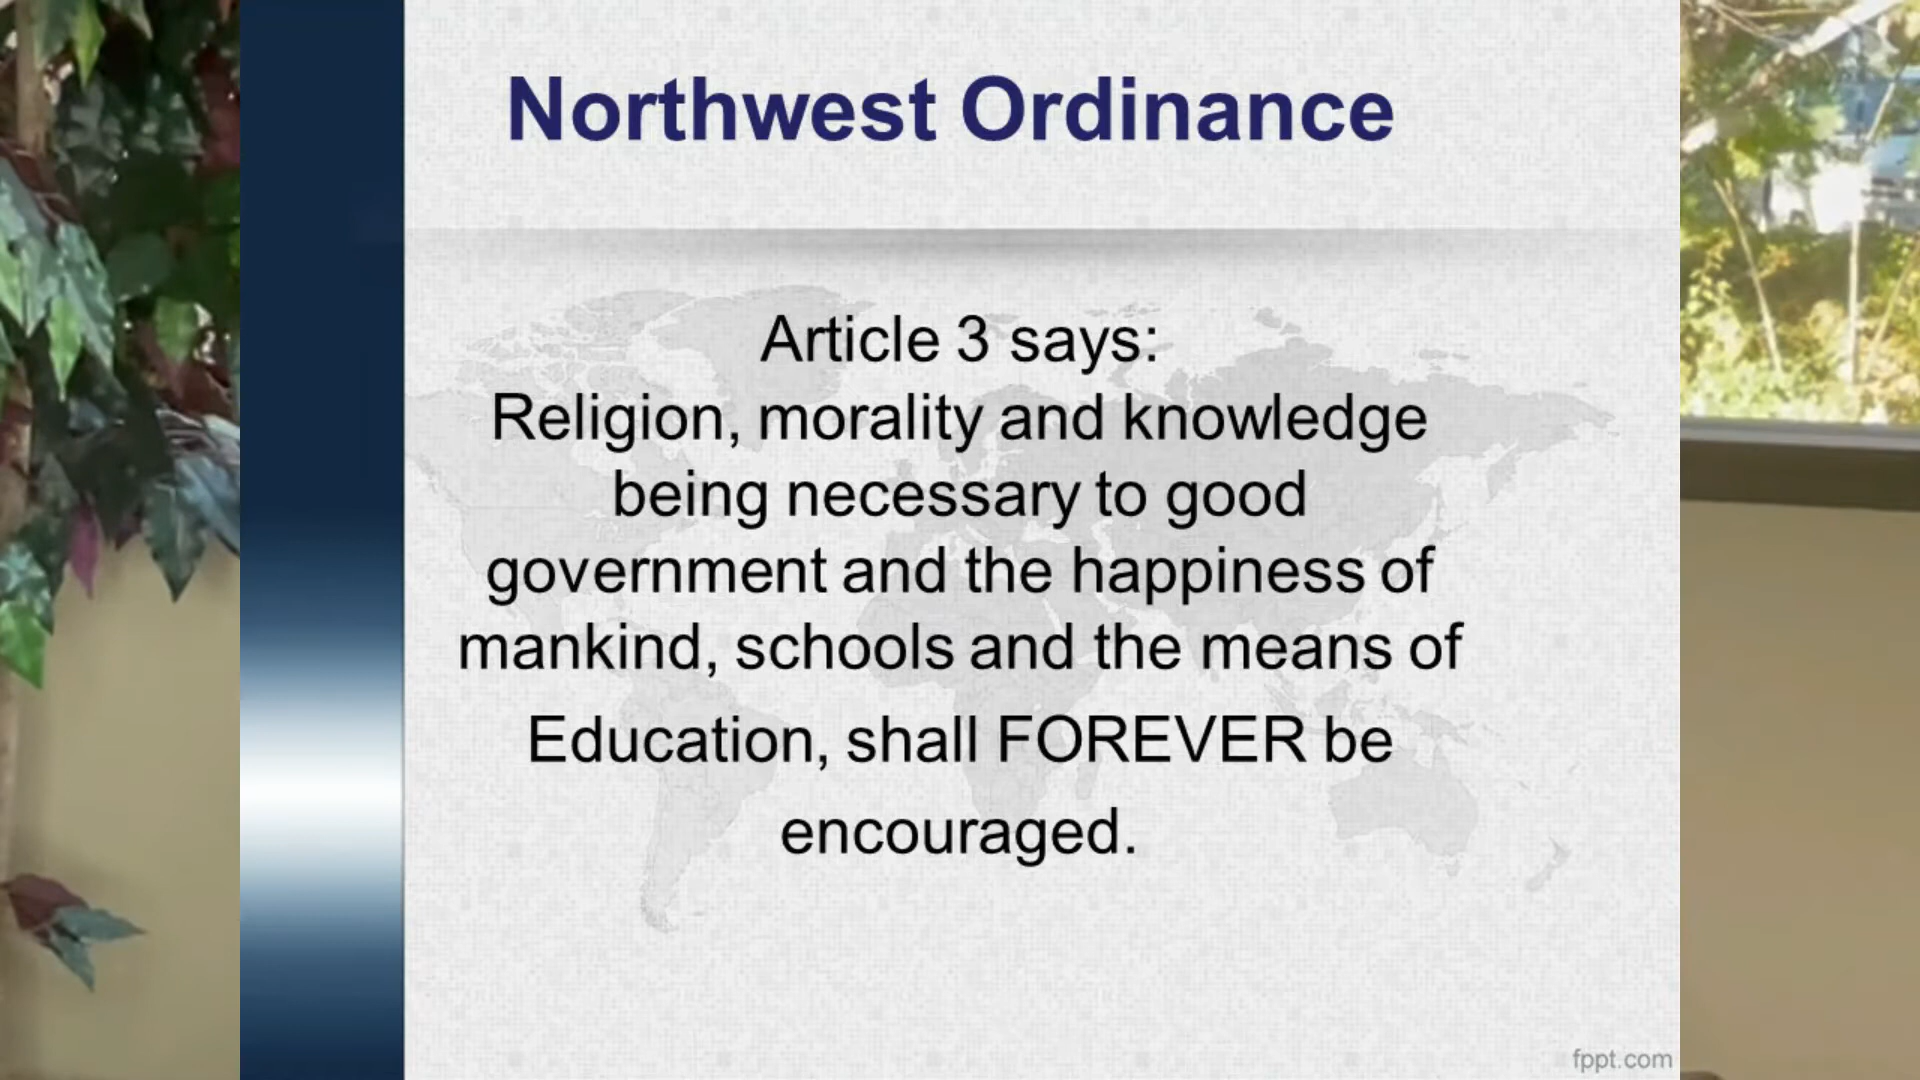 Northwest Ordinance
Article 3 says:
Religion, morality and knowledge
being necessary to good
government and the happiness of
mankind, schools and the means of
Education, shall FOREVER be
encouraged.
fppt.com